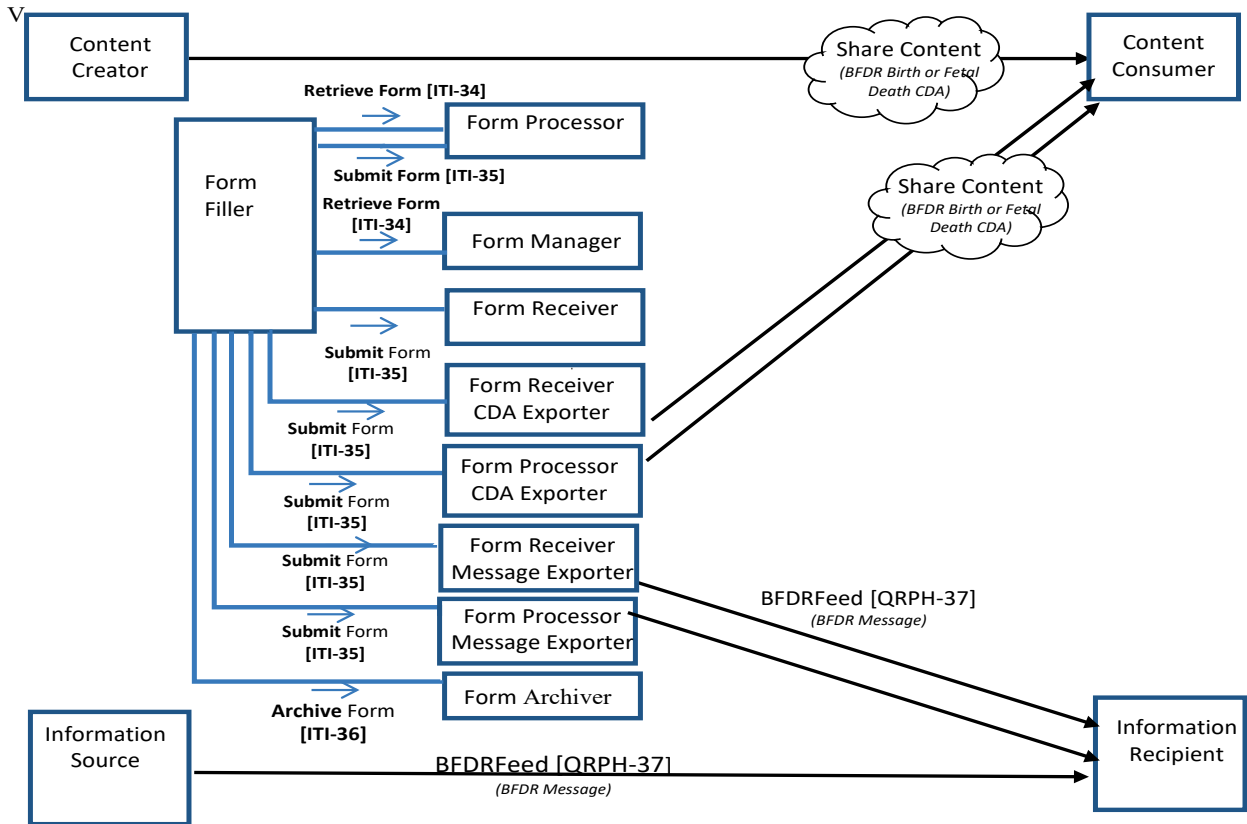 V
Content
Creator
Share Content
(BFDR Birth or Fetal
Death CDA)
Content
Consumer
Retrieve Form [ITI-34]
Form Processor
Submit Form [ITI-35]
Form
Filler
Share Content
(BFDR Birth or Fetal
Death CDA)
Retrieve Form
[ITI-34]
Form Manager
Form Receiver
Submit Form
[ITI-35]
Form Receiver
CDA Exporter
Submit Form
[ITI-35]
Form Processor
CDA Exporter
Submit Form
[ITI-35]
Form Receiver
Message Exporter
Submit Form
[ITI-35]
BFDRFeed [QRPH-37]
(BFDR Message)
Form Processor
Message Exporter
Submit Form
[ITI-35]
Form Archiver
Archive Form
[ITI-36]
Information
Source
BFDRFeed [QRPH-37]
(BFDR Message)
Information
Recipient